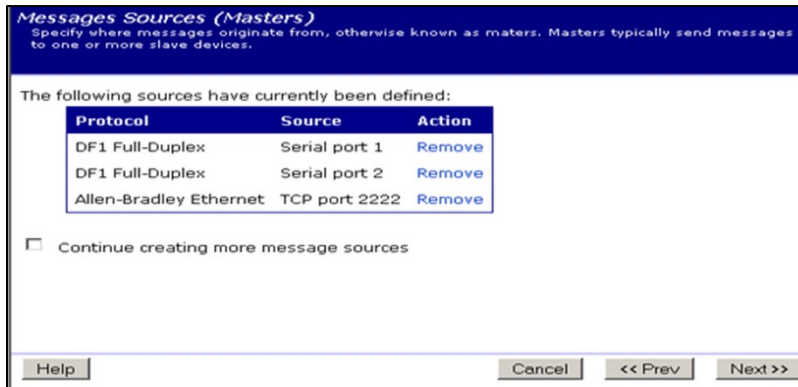 Messages Sources (Masters)
Specify where messages originate from, otherwise known as maters. Masters typically send messages
to one or more slave devices.
The following sources have currently been defined:
Protocol Source Action
DF1 Full-Duplex Serial port 1 Remove
DF1 Full-Duplex Serial port 2 Remove
Allen-Bradley Ethernet TCP port 2222 Remove
Continue creating more message sources
Help Cancel << Prev Next >>